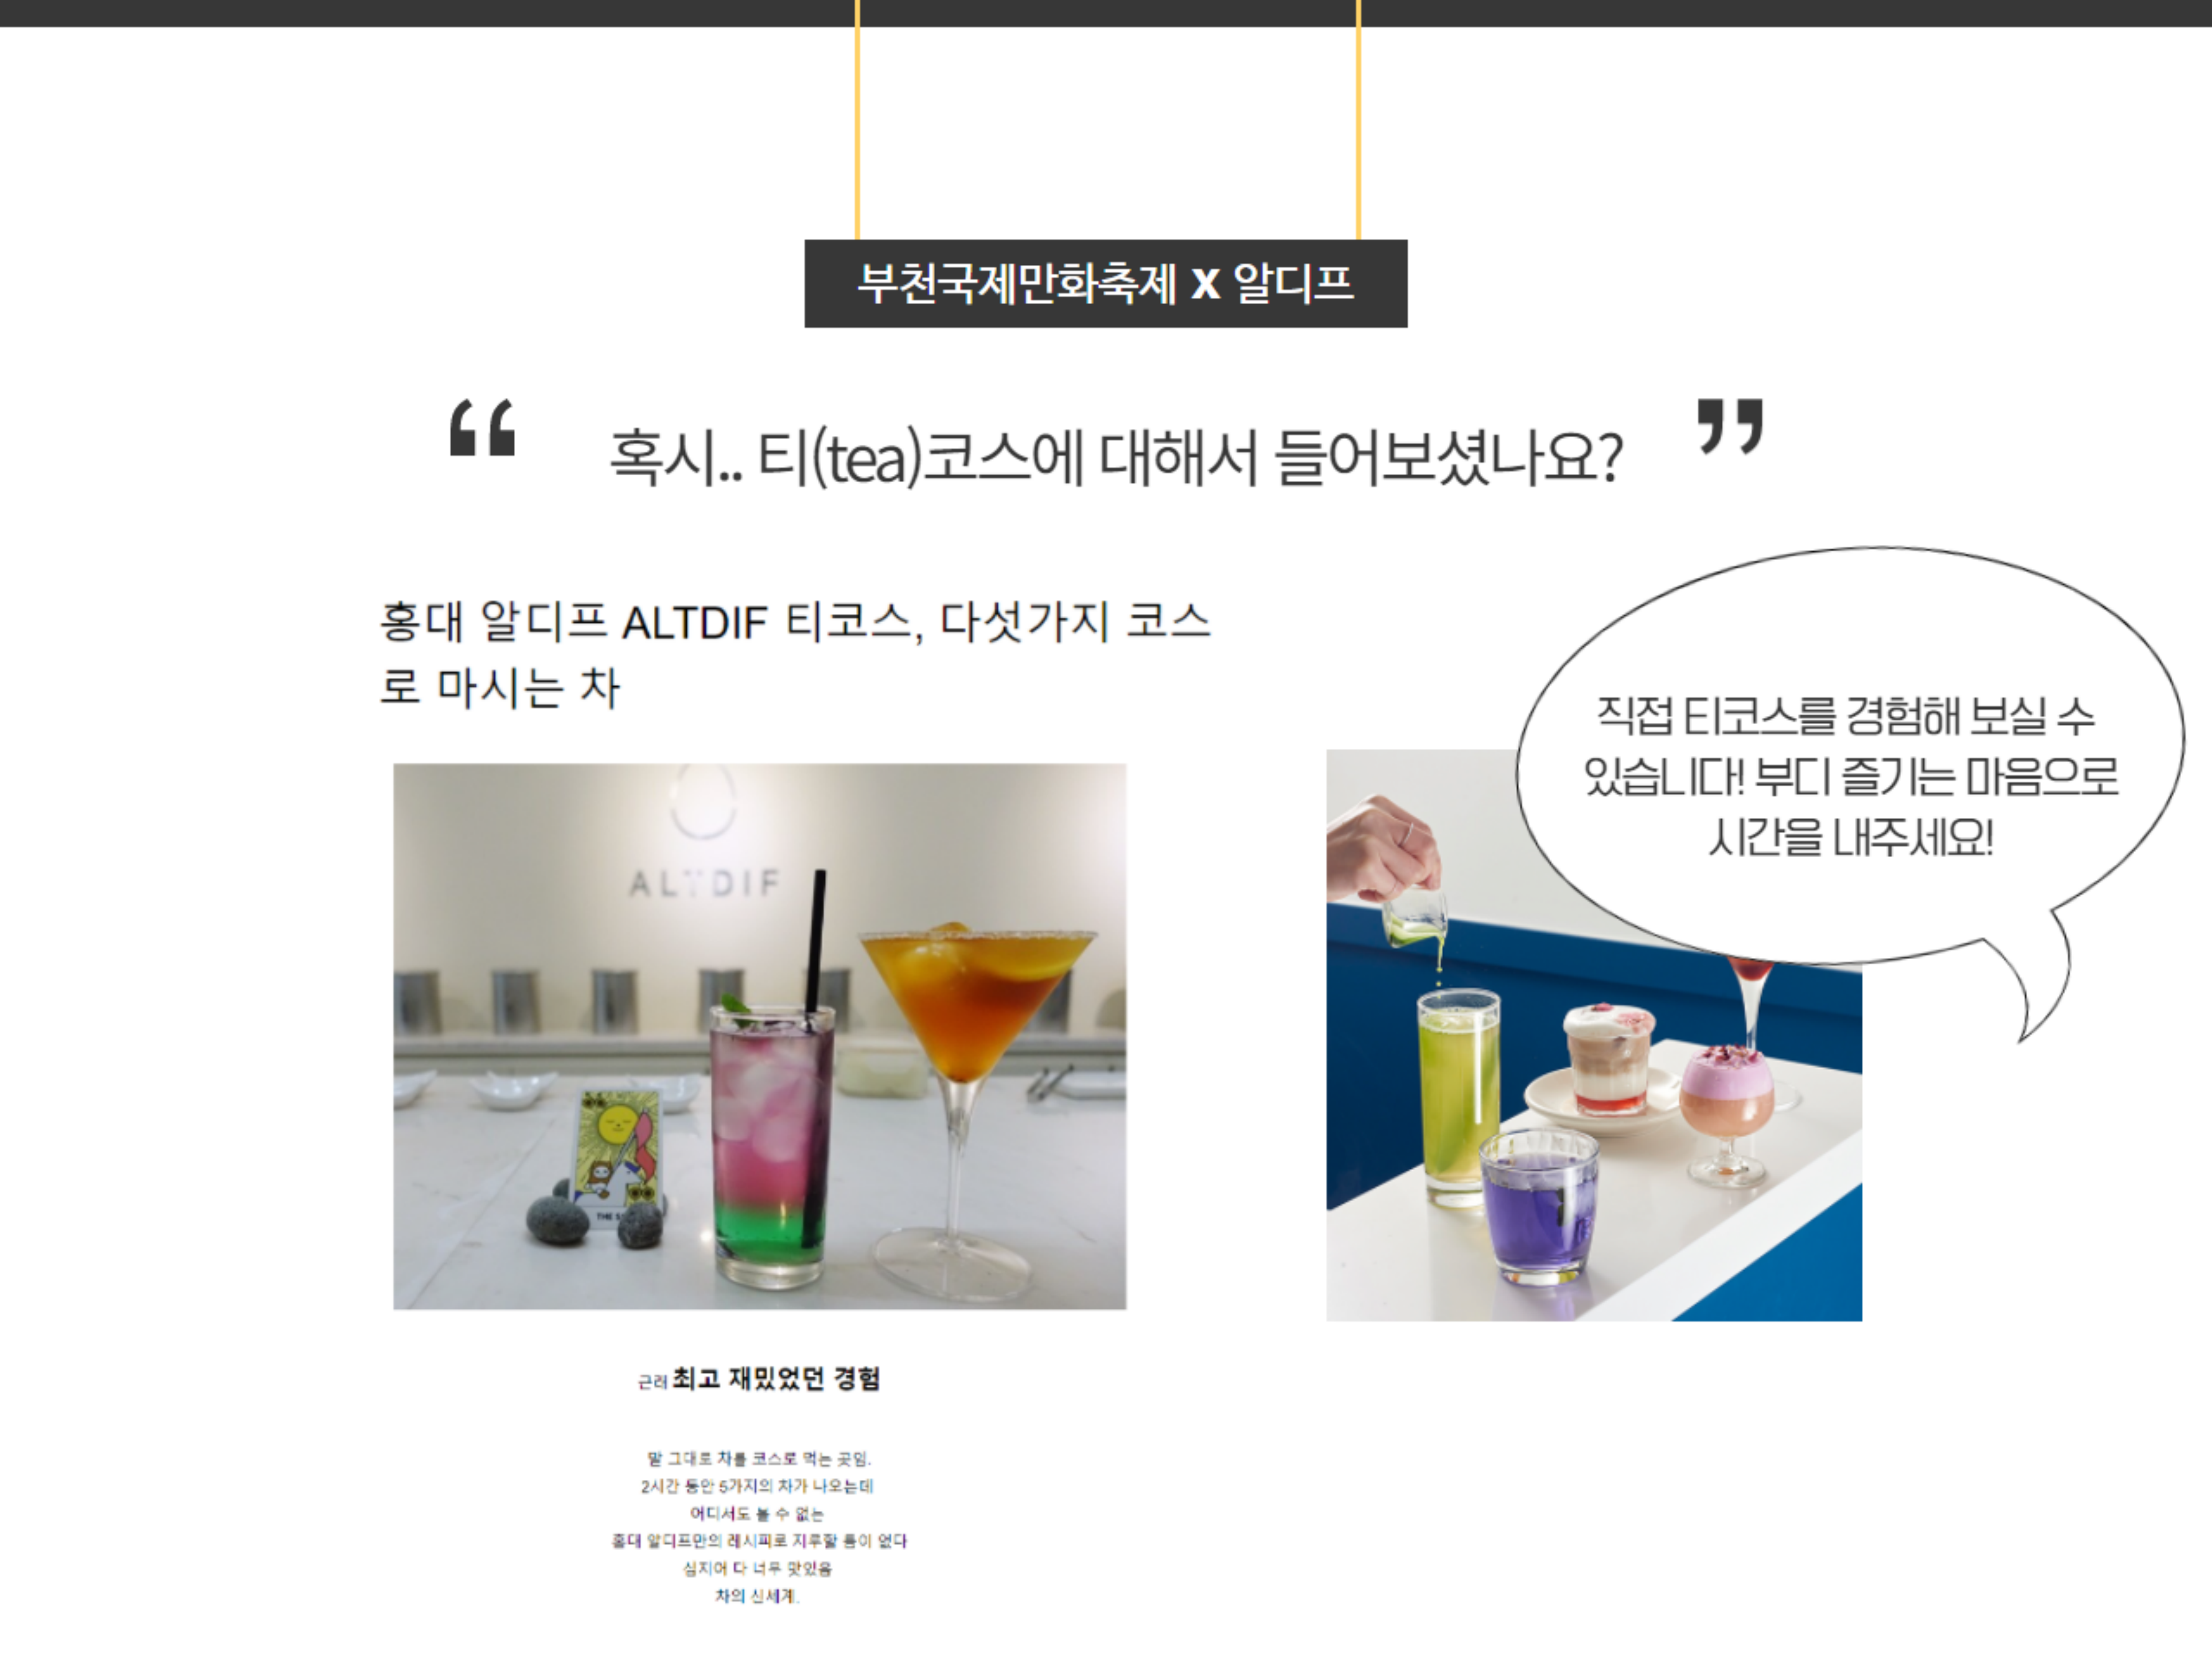 부천국제만화축제 X 알디프
“ 혹시.. 티(tea)코스에 대해서 들어보셨나요? ”
홍대 알디프 ALTDIF 티코스, 다섯가지 코스
로 마시는 차
직접 티코스를 경험해 보실 수
있습니다! 부디 즐기는 마음으로
시간을 내주세요!
ALTDIF
THE
근래 최고 재밌었던 경험
말 그대로 차를 코스로 먹는 곳임.
2시간 동안 5가지의 차가 나오는데
어디서도 볼 수 없는
홍대 알디프만의 레시피로 지루할 틈이 없다
심지어 다 너무 맛있음
차의 신세계.